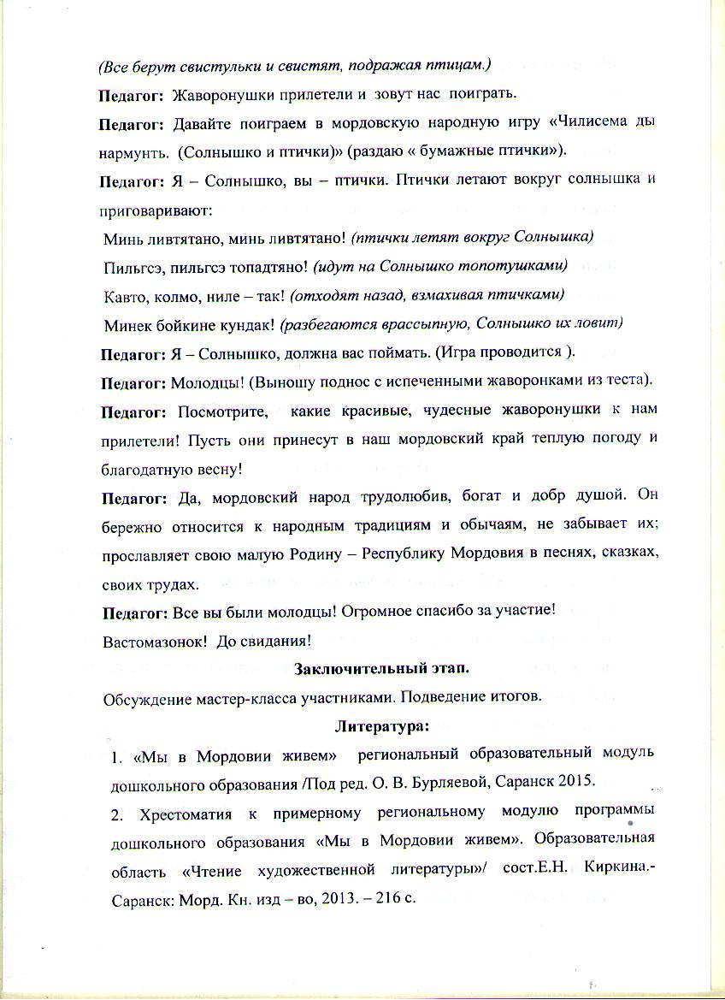 (Все берут свистульки и свистят, подражая птицам.)
Педагог: Жаворонушки прилетели и зовут нас поиграть.
Педагог: Давайте поиграем в мордовскую народную игру «Чилисема ды
нармунть. (Солнышко и птички)» (раздаю « бумажные птички»).
Педагог: Я – Солнышко, вы – птички. Птички летают вокруг солнышка и
приговаривают:
Минь ливтятано, минь ливтятано! (птички летят вокруг Солнышка)
Пильгсэ, пильгсэ топадтяно! (идут на Солнышко топотушками)
Кавто, колмо, ниле – так! (отходят назад, взмахивая птичками)
Минек бойкине кундак! (разбегаются врассыпную, Солнышко их ловит)
Педагог: Я – Солнышко, должна вас поймать. (Игра проводится ).
Педагог: Молодцы! (Выношу поднос с испеченными жаворонками из теста).
Педагог: Посмотрите, какие красивые, чудесные жаворонушки к нам
прилетели! Пусть они принесут в наш мордовский край теплую погоду и
благодатную весну!
Педагог: Да, мордовский народ трудолюбив, богат и добр душой. Он
бережно относится к народным традициям и обычаям, не забывает их;
прославляет свою малую Родину – Республику Мордовия в песнях, сказках,
своих трудах.
Педагог: Все вы были молодцы! Огромное спасибо за участие!
Вастомазонок! До свидания!
Заключительный этап.
Обсуждение мастер-класса участниками. Подведение итогов.
Литература:
1. «Мы в Мордовии живем» региональный образовательный модуль
дошкольного образования /Под ред. О. В. Бурляевой, Саранск 2015.
2. Хрестоматия к примерному региональному модулю программы
дошкольного образования «Мы в Мордовии живем». Образовательная
область «Чтение художественной литературы»/ сост.Е.Н. Киркина.-
Саранск: Морд. Кн. изд – во, 2013. – 216 с.